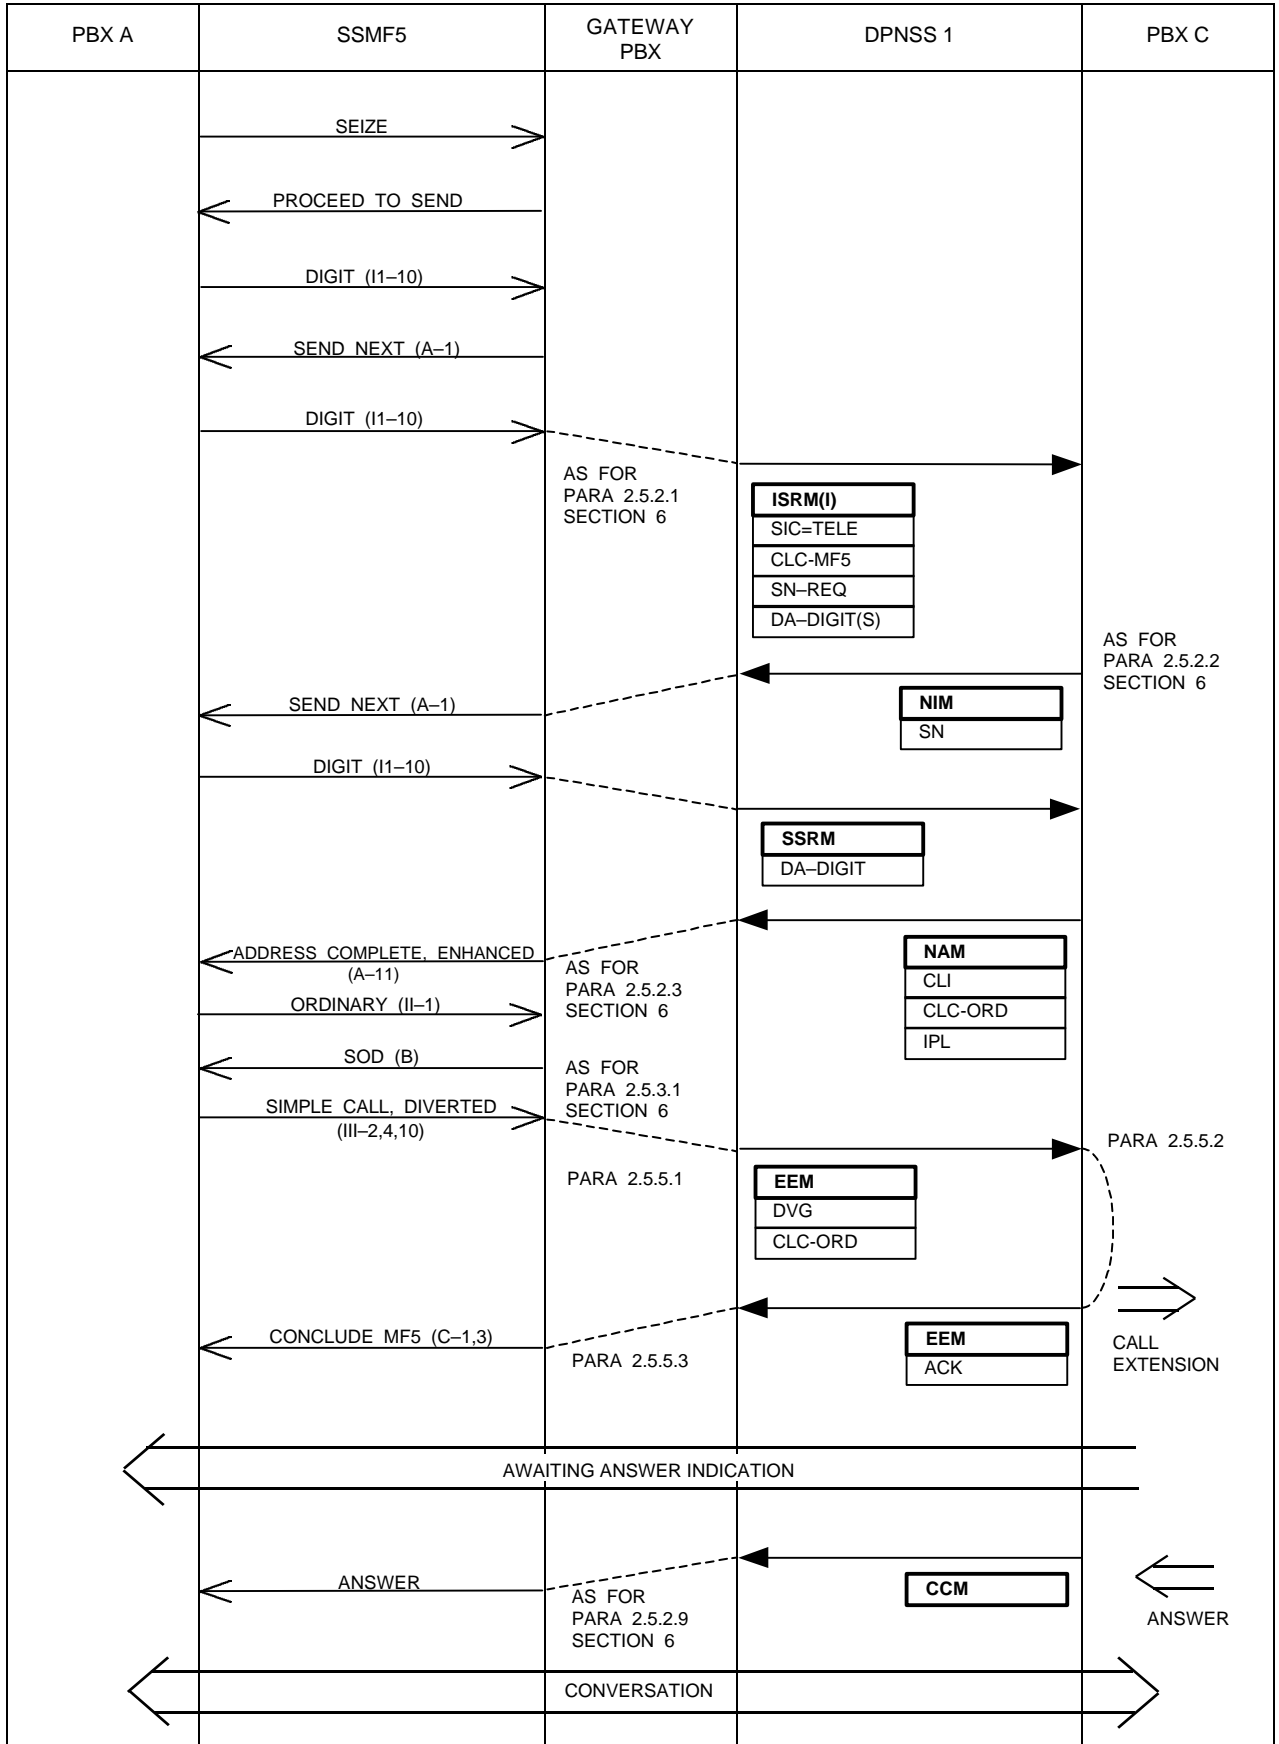 PBX A
SSMF5
GATEWAY
PBX
DPNSS 1
PBX C
SEIZE
PROCEED TO SEND
DIGIT (I1–10)
SEND NEXT (A–1)
DIGIT (I1–10)
AS FOR
PARA 2.5.2.1
SECTION 6
ISRM(I)
SIC=TELE
CLC-MF5
SN–REQ
DA–DIGIT(S)
AS FOR
PARA 2.5.2.2
SECTION 6
SEND NEXT (A–1)
NIM
SN
DIGIT (I1–10)
SSRM
DA–DIGIT
ADDRESS COMPLETE, ENHANCED
(A–11)
AS FOR
PARA 2.5.2.3
SECTION 6
NAM
CLI
CLC-ORD
IPL
ORDINARY (II–1)
SOD (B)
AS FOR
PARA 2.5.3.1
SECTION 6
SIMPLE CALL, DIVERTED
(III–2,4,10)
PARA 2.5.5.2
PARA 2.5.5.1
EEM
DVG
CLC-ORD
CONCLUDE MF5 (C–1,3)
PARA 2.5.5.3
EEM
ACK
CALL
EXTENSION
AWAITING ANSWER INDICATION
ANSWER
AS FOR
PARA 2.5.2.9
SECTION 6
CCM
ANSWER
CONVERSATION